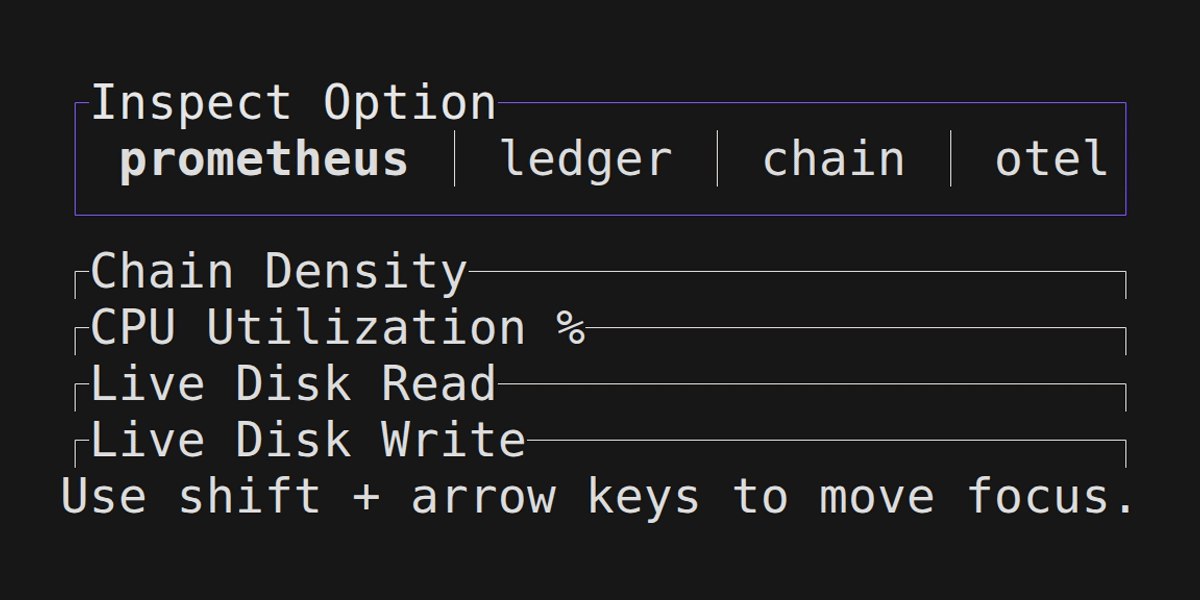 Inspect Option
prometheus ledger chain otel
Chain Density
CPU Utilization %
Live Disk Read
Live Disk Write
Use shift + arrow keys to move focus.